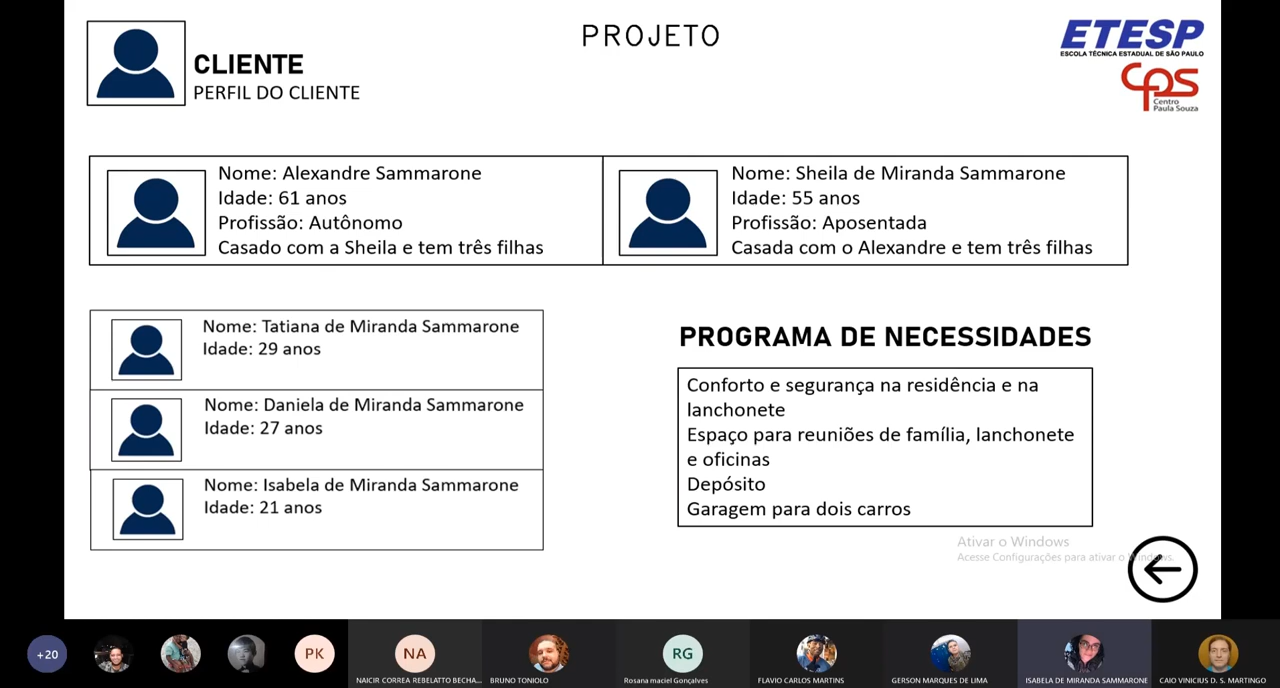 PROJETO
CLIENTE
PERFIL DO CLIENTE
ETESP
ESCOLA TÉCNICA ESTADUAL DE SÃO PAULO
CPS
Centro
Paula Souza
Nome: Alexandre Sammarone
Idade: 61 anos
Profissão: Autônomo
Casado com a Sheila e tem três filhas
Nome: Sheila de Miranda Sammarone
Idade: 55 anos
Profissão: Aposentada
Casada com o Alexandre e tem três filhas
Nome: Tatiana de Miranda Sammarone
Idade: 29 anos
Nome: Daniela de Miranda Sammarone
Idade: 27 anos
Nome: Isabela de Miranda Sammarone
Idade: 21 anos
PROGRAMA DE NECESSIDADES
Conforto e segurança na residência e na
lanchonete
Espaço para reuniões de família, lanchonete
e oficinas
Depósito
Garagem para dois carros
Ativar o Windows
Acesse Configurações para ativar o Windows.
+20
PK
NA
NAICIR CORREA REBELATTO BECHA...
BRUNO TONIOLO
RG
Rosana maciel Gonçalves
FLAVIO CARLOS MARTINS
GERSON MARQUES DE LIMA
ISABELA DE MIRANDA SAMMARONE
CAIO VINICIUS D. S. MARTINGO